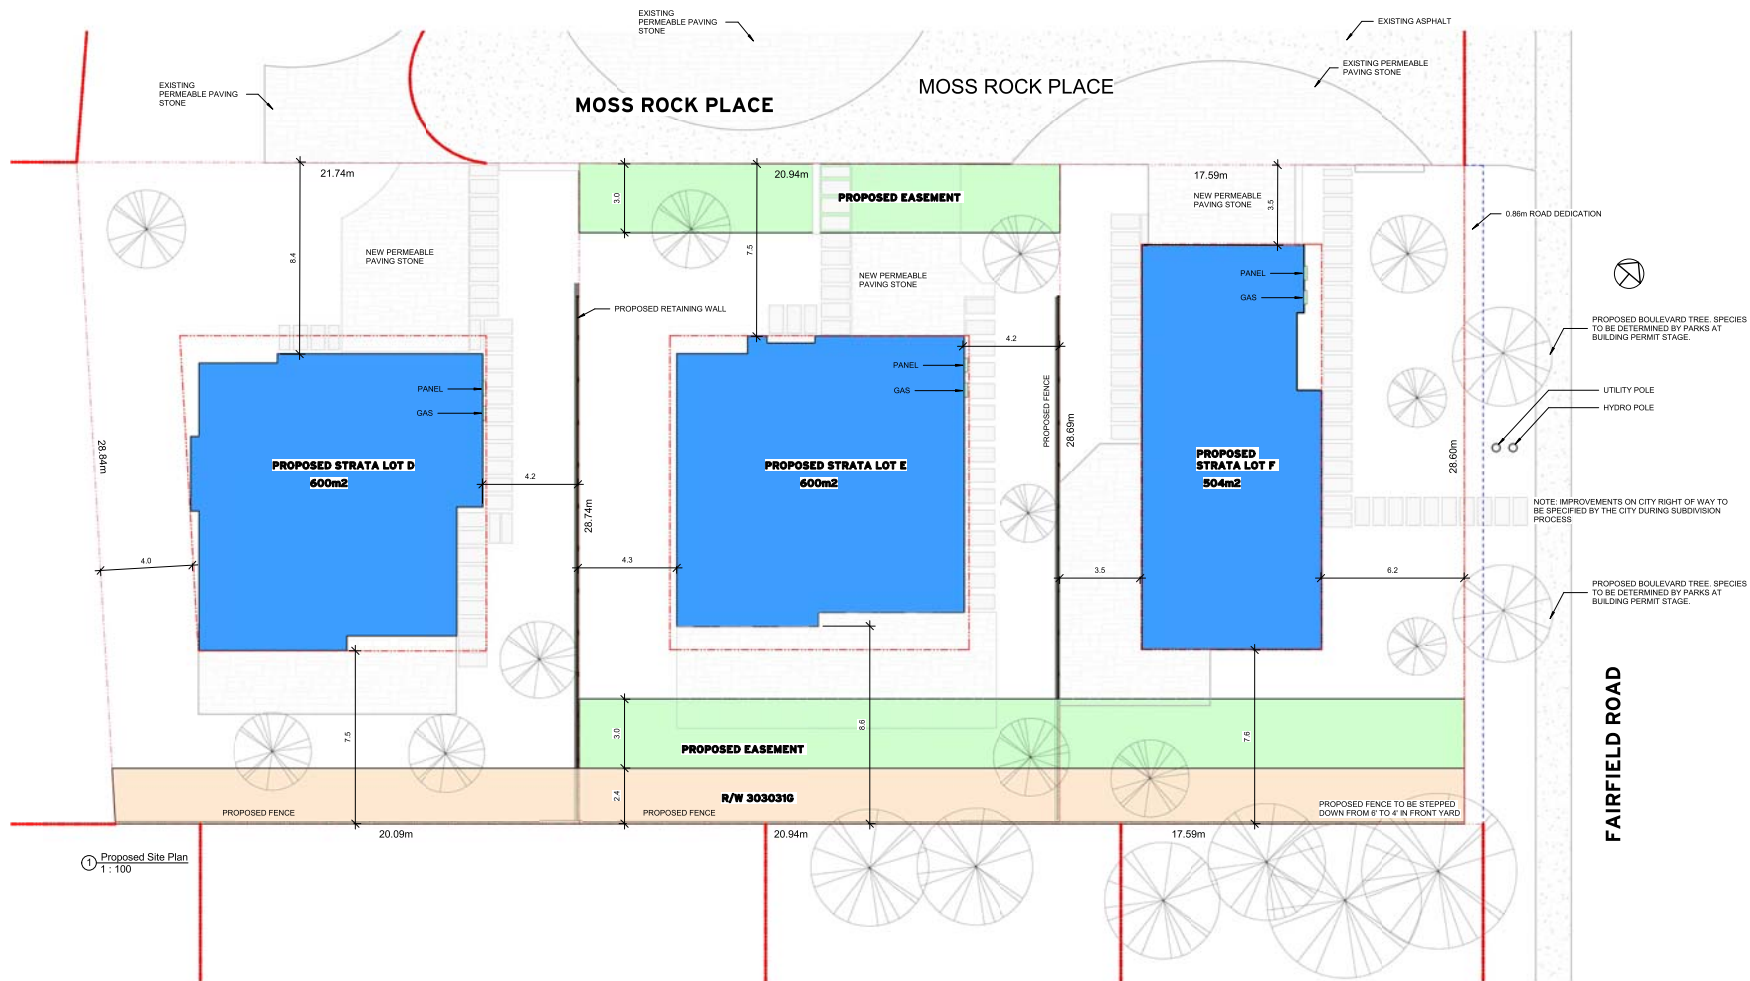 EXISTING
PERMEABLE PAVING
STONE
EXISTING ASPHALT
EXISTING PERMEABLE
PAVING STONE
EXISTING
PERMEABLE PAVING
STONE
MOSS ROCK PLACE
MOSS ROCK PLACE
21.74m
20.94m
17.59m
3.0
PROPOSED EASEMENT
NEW PERMEABLE
PAVING STONE
3.5
0.86m ROAD DEDICATION
8.4
NEW PERMEABLE
PAVING STONE
7.5
NEW PERMEABLE
PAVING STONE
PANEL
GAS
PROPOSED RETAINING WALL
4.2
PROPOSED BOULEVARD TREE. SPECIES
TO BE DETERMINED BY PARKS AT
BUILDING PERMIT STAGE.
PANEL
GAS
PANEL
GAS
PROPOSED FENCE
UTILITY POLE
HYDRO POLE
28.84m
28.69m
28.60m
PROPOSED STRATA LOT D
600m2
PROPOSED STRATA LOT E
600m2
PROPOSED
STRATA LOT F
504m2
4.2
28.74m
NOTE: IMPROVEMENTS ON CITY RIGHT OF WAY TO
BE SPECIFIED BY THE CITY DURING SUBDIVISION
PROCESS
4.0
4.3
3.5
6.2
PROPOSED BOULEVARD TREE. SPECIES
TO BE DETERMINED BY PARKS AT
BUILDING PERMIT STAGE.
7.5
3.0
8.6
7.6
PROPOSED EASEMENT
FAIRFIELD ROAD
2.4
R/W 303031G
PROPOSED FENCE
PROPOSED FENCE
PROPOSED FENCE TO BE STEPPED
DOWN FROM 6' TO 4' IN FRONT YARD
20.09m
20.94m
17.59m
1
Proposed Site Plan
1 : 100